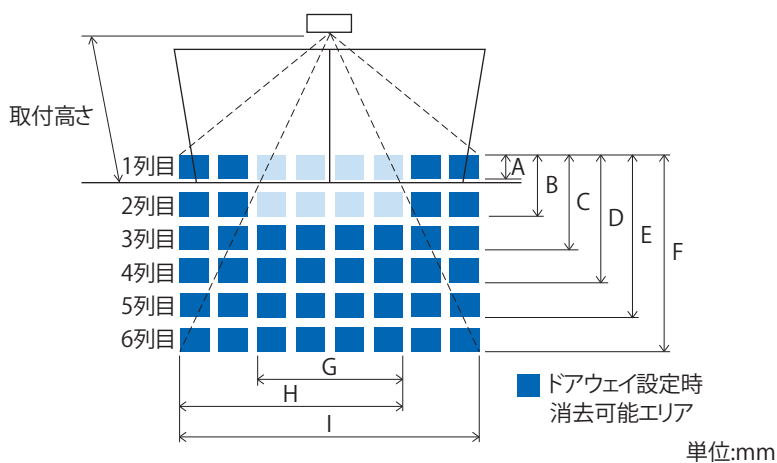 取付高さ
1列目
2列目
3列目
4列目
5列目
6列目
A
B
C
D
E
F
G
H
I
ドアウェイ設定時
消去可能エリア
単位:mm